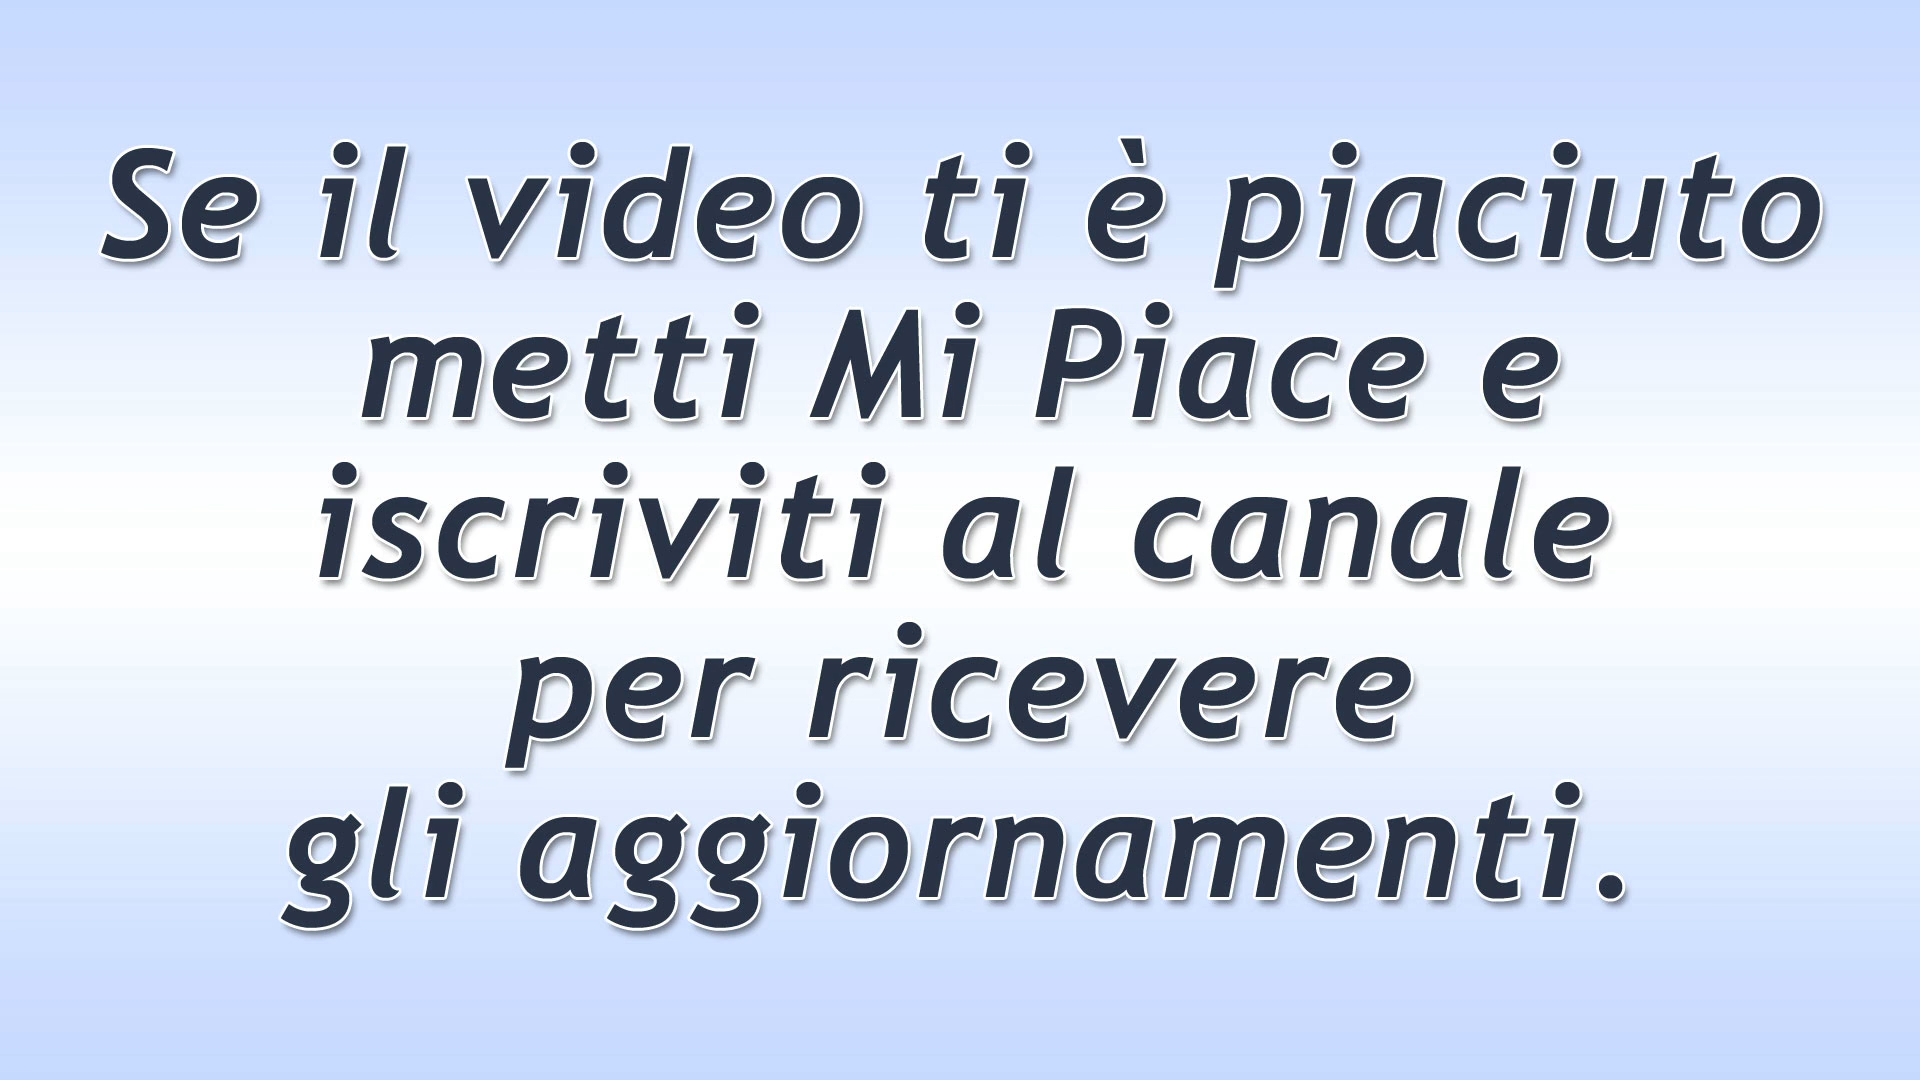 Se il video ti è piaciuto
metti Mi Piace e
iscriviti al canale
per ricevere
gli aggiornamenti.